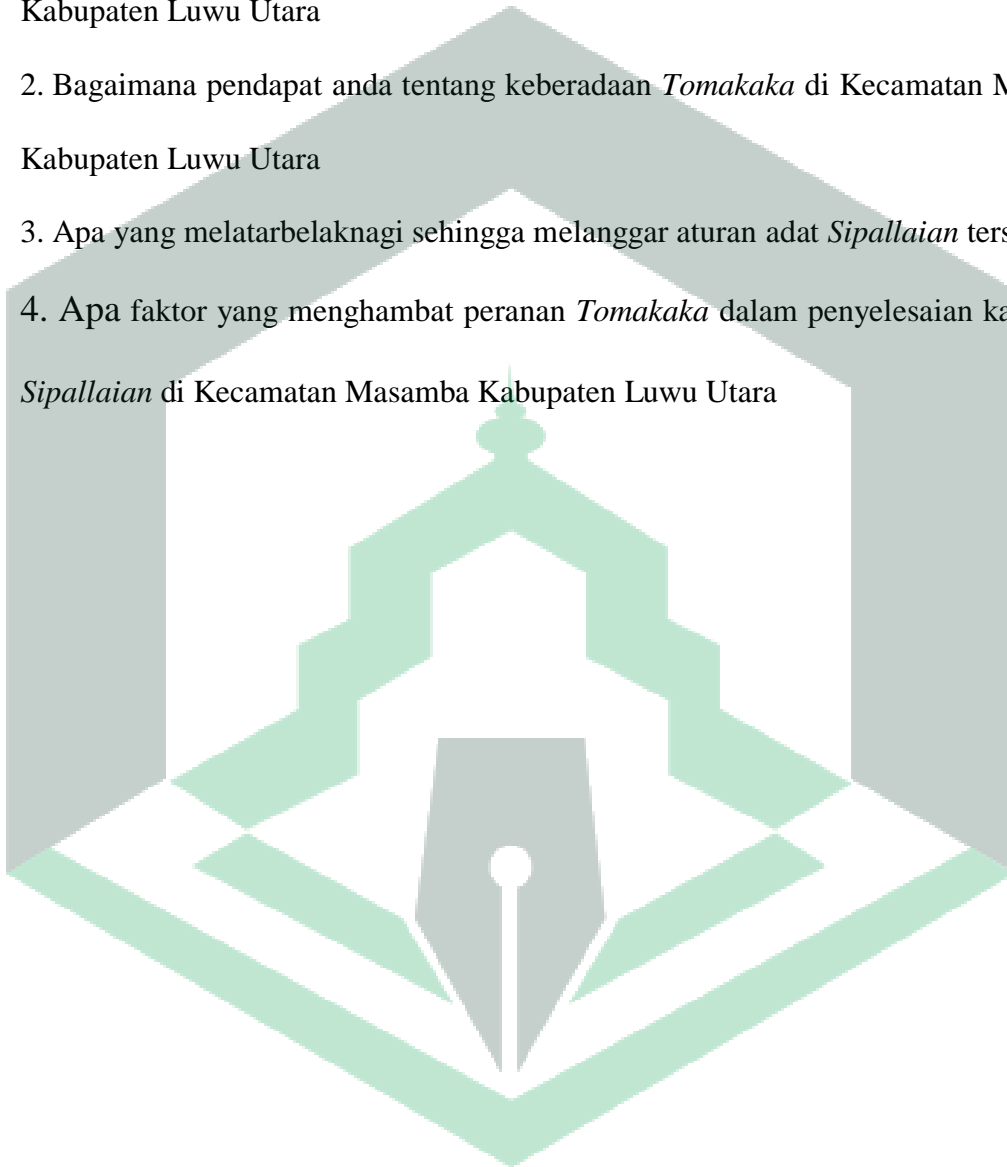 Kabupaten Luwu Utara
2. Bagaimana pendapat anda tentang keberadaan Tomakaka di Kecamatan
Kabupaten Luwu Utara
3. Apa yang melatarbelaknagi sehingga melanggar aturan adat Sipallaian
4. Apa faktor yang menghambat peranan Tomakaka dalam penyelesaian
Sipallaian di Kecamatan Masamba Kabupaten Luwu Utara